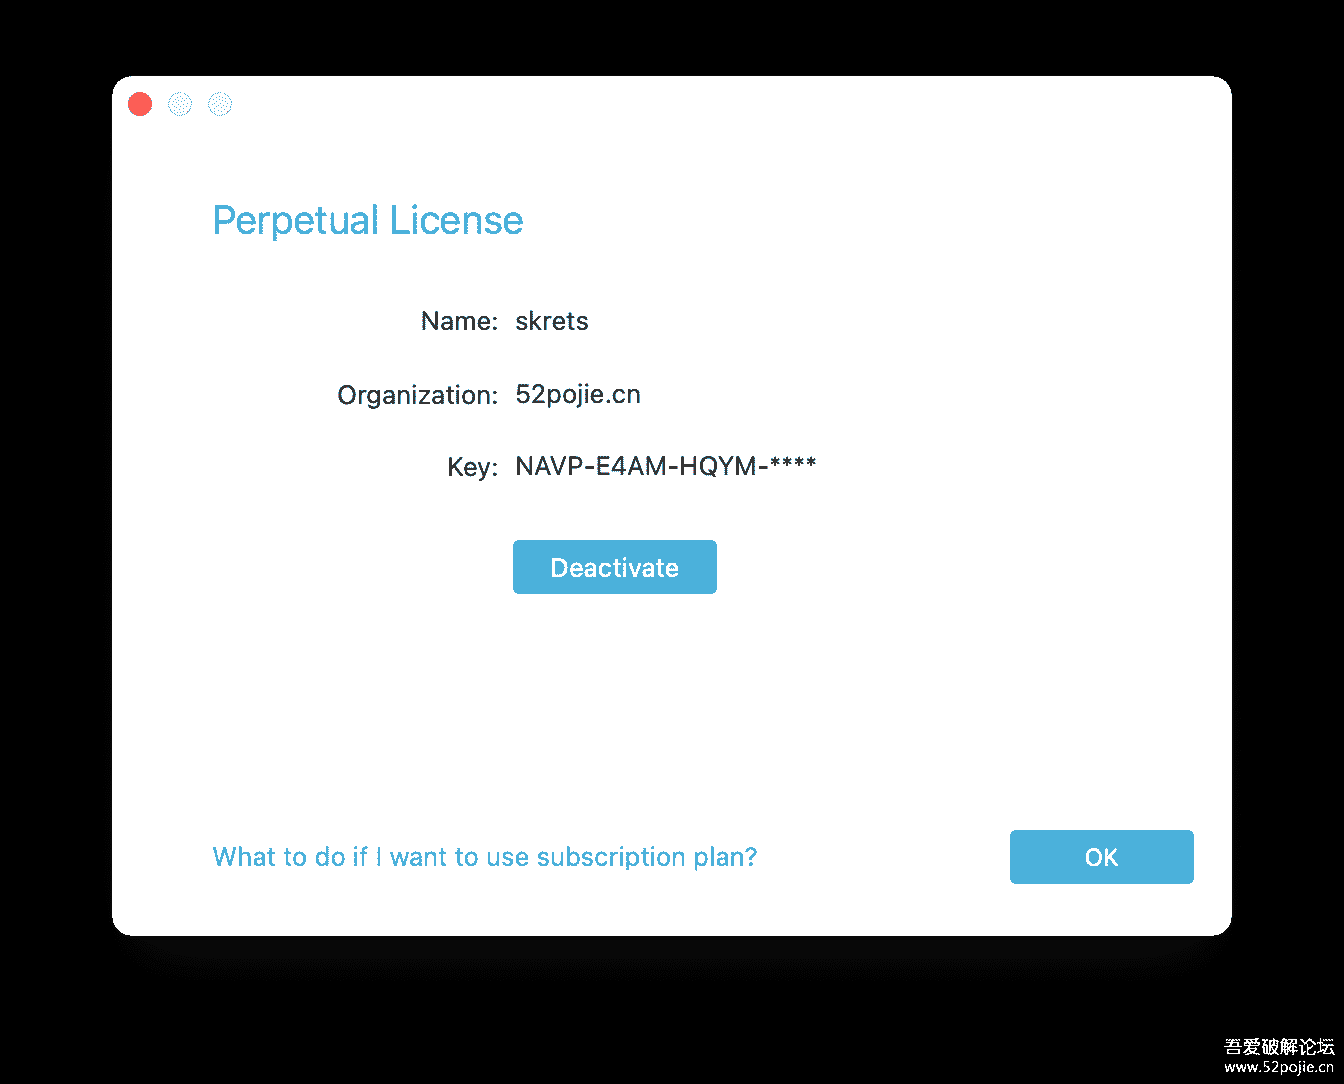 Perpetual License
Name: skrets
Organization: 52pojie.cn
Key: NAVP-E4AM-HQYM-****
Deactivate
What to do if I want to use subscription plan?
OK
吾爱破解论坛
www.52pojie.cn